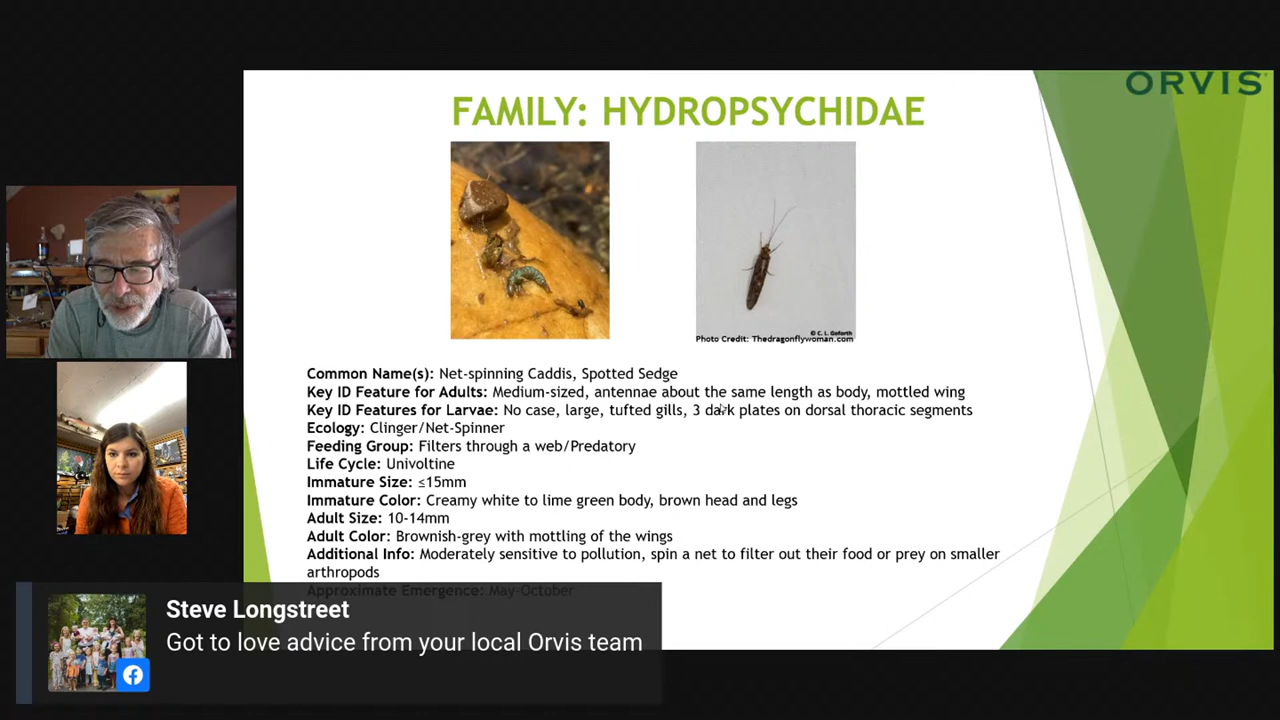 ORVIS
FAMILY: HYDROPSYCHIDAE
© C. L. Goforth
Photo Credit: Thedragonflywoman.com
Common Name(s): Net-spinning Caddis, Spotted Sedge
Key ID Feature for Adults: Medium-sized, antennae about the same length as body, mottled wing
Key ID Features for Larvae: No case, large, tufted gills, 3 dark plates on dorsal thoracic segments
Ecology: Clinger/Net-Spinner
Feeding Group: Filters through a web/Predatory
Life Cycle: Univoltine
Immature Size: ≤15mm
Immature Color: Creamy white to lime green body, brown head and legs
Adult Size: 10-14mm
Adult Color: Brownish-grey with mottling of the wings
Additional Info: Moderately sensitive to pollution, spin a net to filter out their food or prey on smaller
arthropods
Approximate Emergence: May-October
Steve Longstreet
Got to love advice from your local Orvis team